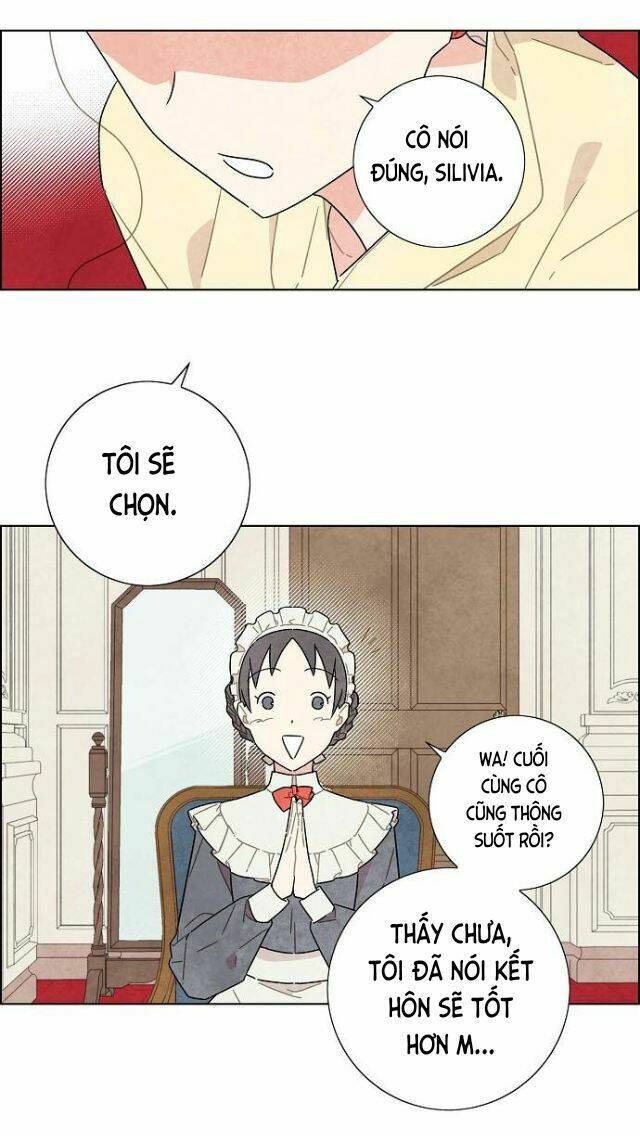 CÔ NÓI
ĐÚNG, SILIVIA.
TÔI SẼ
CHỌN.
WA! CUỐI
CÙNG CÔ
CŨNG THÔNG
SUỐT RỒI?
THẤY CHƯA,
TÔI ĐÃ NÓI KẾT
HÔN SẼ TỐT
HƠN M...